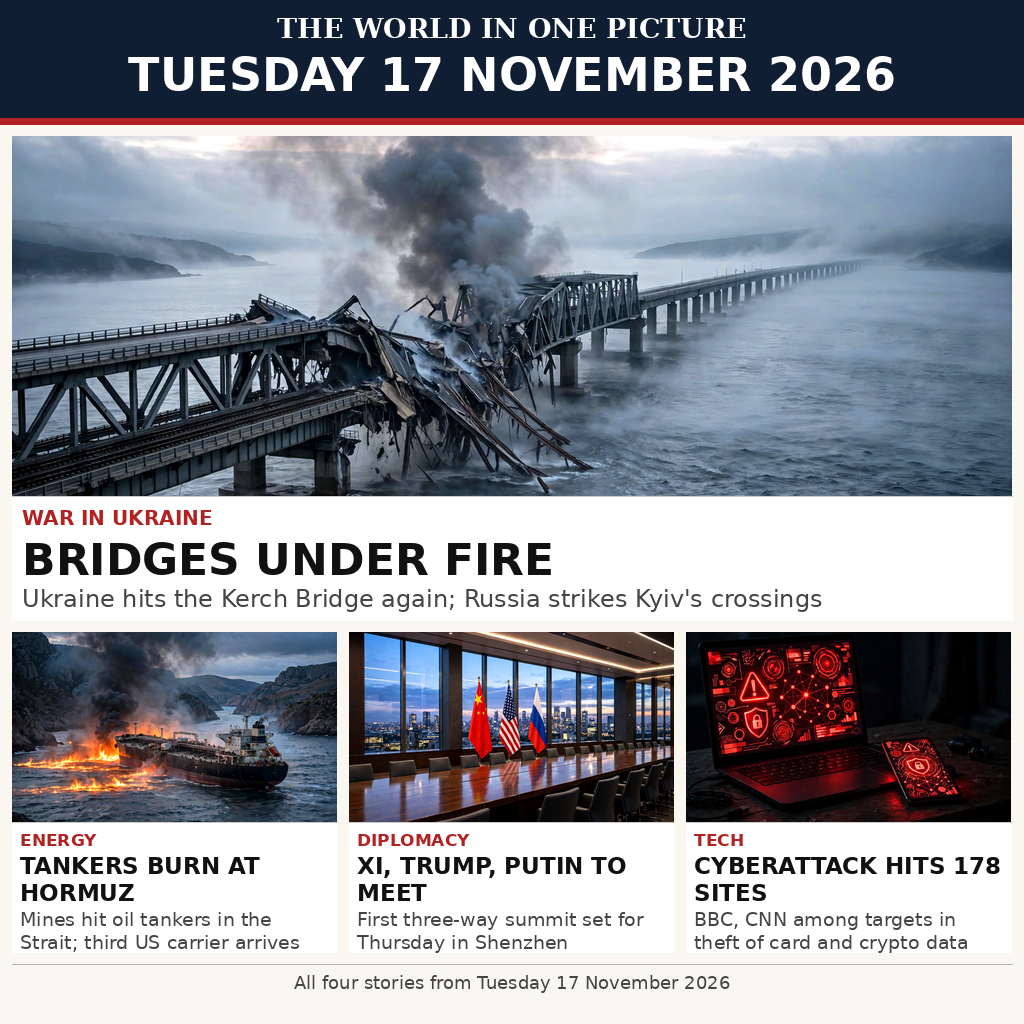 THE WORLD IN ONE PICTURE
TUESDAY 17 NOVEMBER 2026
WAR IN UKRAINE
BRIDGES UNDER FIRE
Ukraine hits the Kerch Bridge again; Russia strikes Kyiv's crossings
ENERGY
TANKERS BURN AT
HORMUZ
Mines hit oil tankers in the
Strait; third US carrier arrives
DIPLOMACY
XI, TRUMP, PUTIN TO
MEET
First three-way summit set for
Thursday in Shenzhen
TECH
CYBERATTACK HITS 178
SITES
BBC, CNN among targets in
theft of card and crypto data
All four stories from Tuesday 17 November 2026